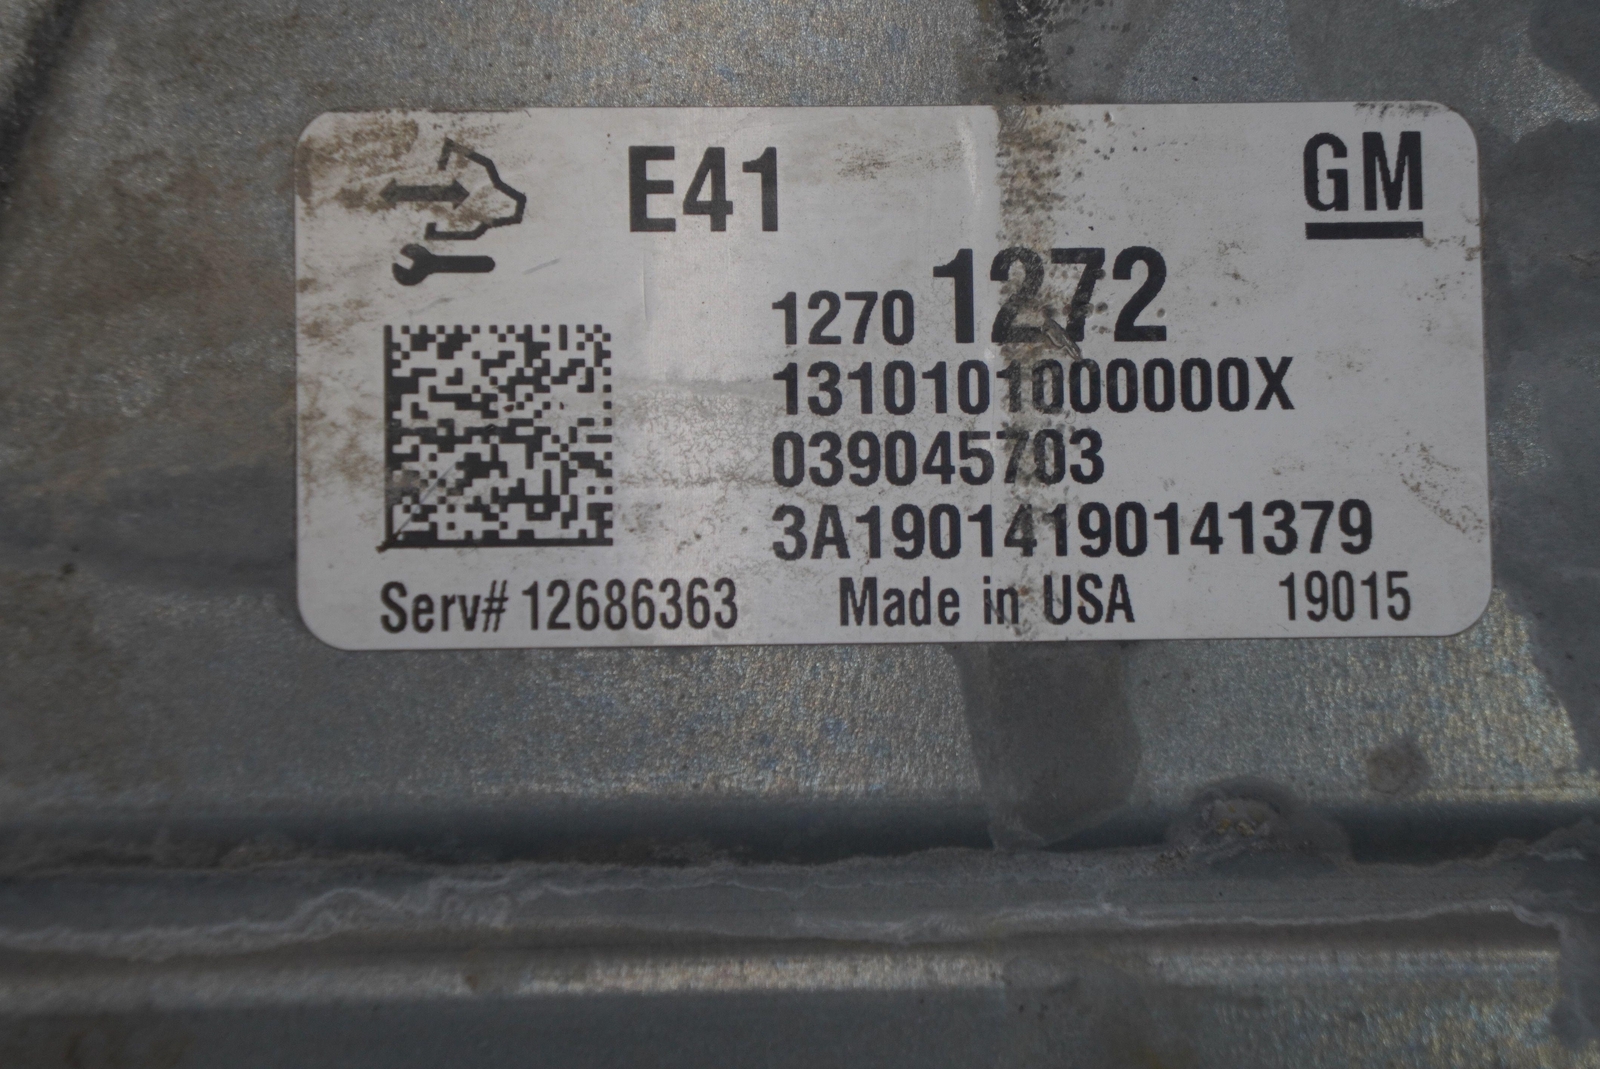 E41
GM
1270 1272
1310101000000X
039045703
3A19014190141379
Serv# 12686363 Made in USA 19015